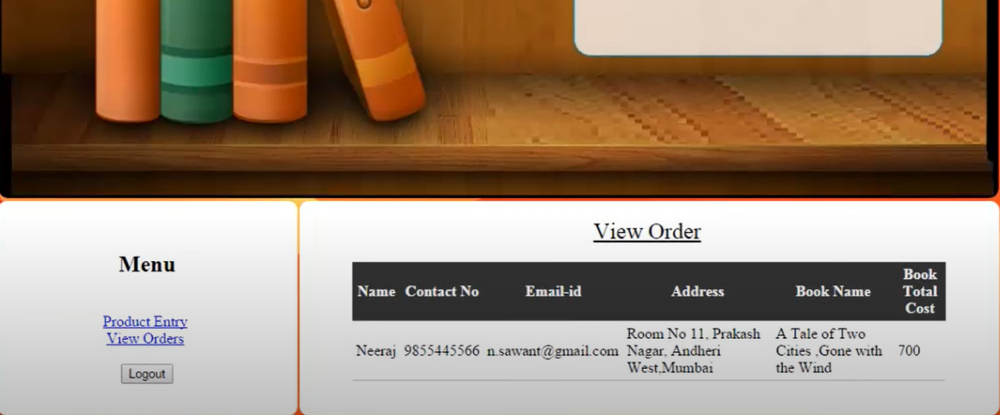 View Order
Menu
Product Entry
View Orders
Logout
Name Contact No Email-id Address Book Name Book Total Cost
Neeraj 9855445566 n.sawant@gmail.com Room No 11, Prakash Nagar, Andheri West,Mumbai A Tale of Two Cities ,Gone with the Wind 700